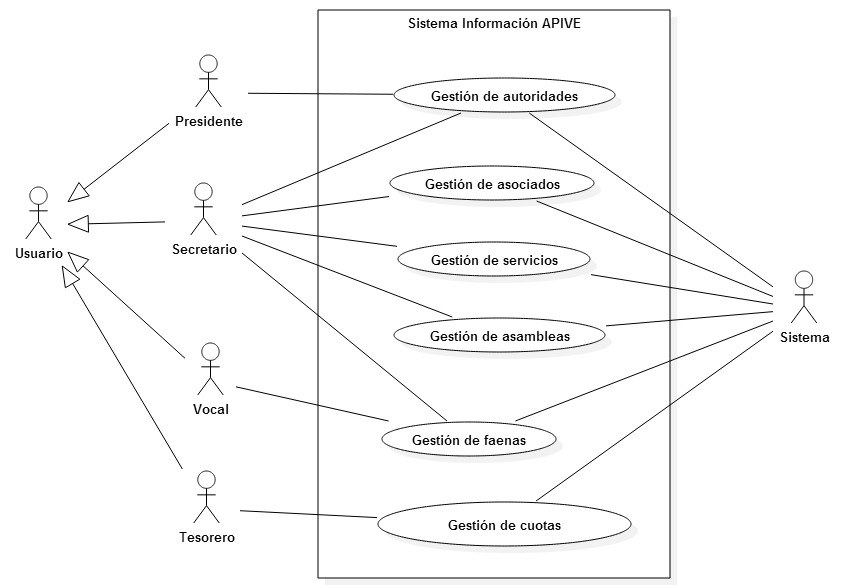 Sistema Información APIVE
Gestión de autoridades
Presidente
Gestión de asociados
Secretario
Usuario
Gestión de servicios
Gestión de asambleas
Sistema
Vocal
Gestión de faenas
Gestión de cuotas
Tesorero